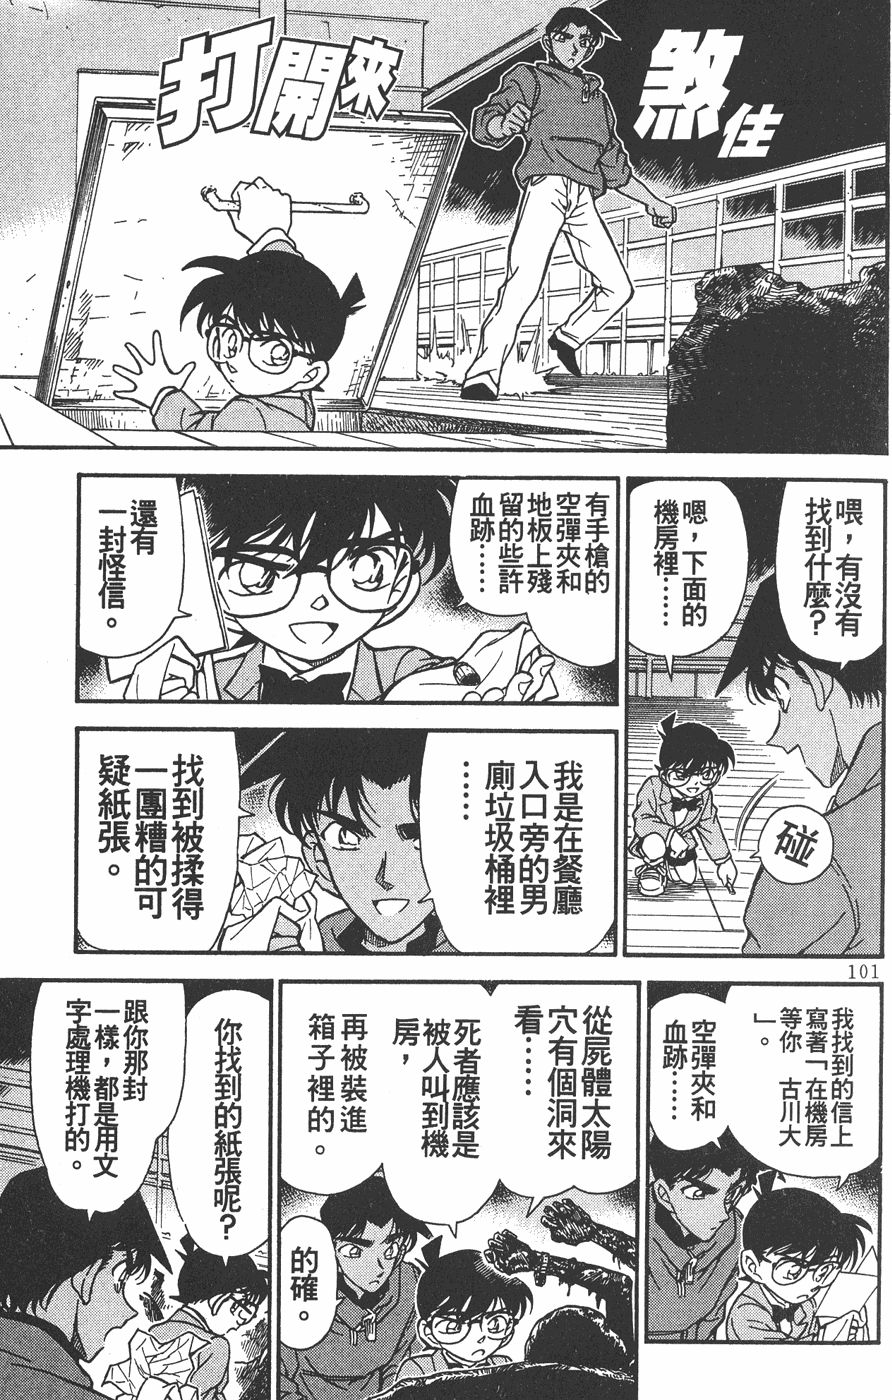 煞住
打開來
喂，有沒有
找到什麼？
嗯，下面的
機房裡……
碰
有手槍的
空彈夾和
地板上殘
留的些許
血跡……
還有
一封怪信。
我是在餐廳
入口旁的男
廁垃圾桶裡
……
找到被揉得
一團糟的可
疑紙張。
101
我找到的信上
寫著「在機房
等你　古川大
」。
空彈夾和
血跡……
從屍體太陽
穴有個洞來
看……
死者應該是
被人叫到機
房，
再被裝進
箱子裡的。
的確。
你找到的紙張呢？
跟你那封
一樣，都是用文
字處理機打的。